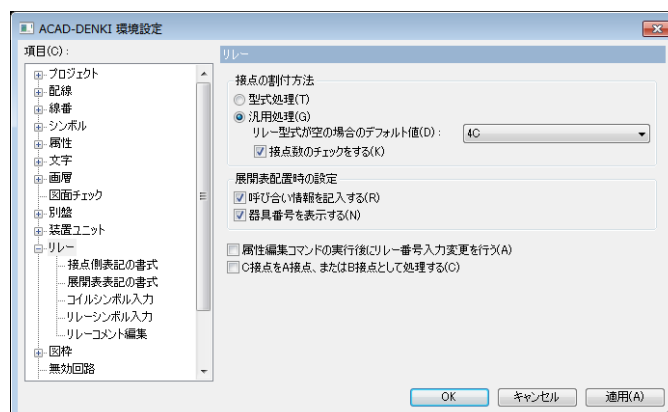 ACAD-DENKI 環境設定
項目(C):
プロジェクト
配線
線番
シンボル
属性
文字
画層
図面チェック
別盤
装置ユニット
リレー
接点側表記の書式
展開表表記の書式
コイルシンボル入力
リレーシンボル入力
リレーコメント編集
図枠
無効回路
リレー
接点の割付方法
型式処理(T)
汎用処理(G)
リレー型式が空の場合のデフォルト値(D): 4C
接点数のチェックをする(K)
展開表配置時の設定
呼び合い情報を記入する(R)
器具番号を表示する(N)
属性編集コマンドの実行後にリレー番号入力変更を行う(A)
C接点をA接点、またはB接点として処理する(C)
OK キャンセル 適用(A)